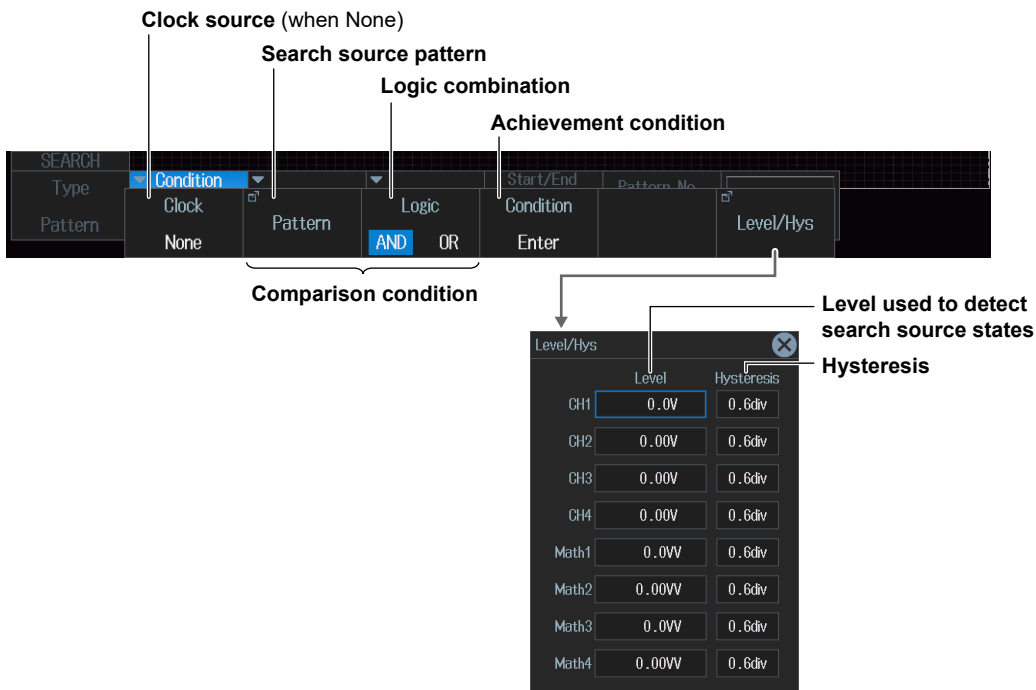 Clock source (when None)
Search source pattern
Logic combination
Achievement condition
SEARCH
Type
Pattern
Condition
Start/End
Pattern No.
Clock
None
Pattern
Logic
AND OR
Condition
Enter
Level/Hys
Comparison condition
Level used to detect
search source states
Hysteresis
Level/Hys
Level Hysteresis
CH1 0.0V 0.6div
CH2 0.00V 0.6div
CH3 0.00V 0.6div
CH4 0.00V 0.6div
Math1 0.0VV 0.6div
Math2 0.00VV 0.6div
Math3 0.0VV 0.6div
Math4 0.00VV 0.6div